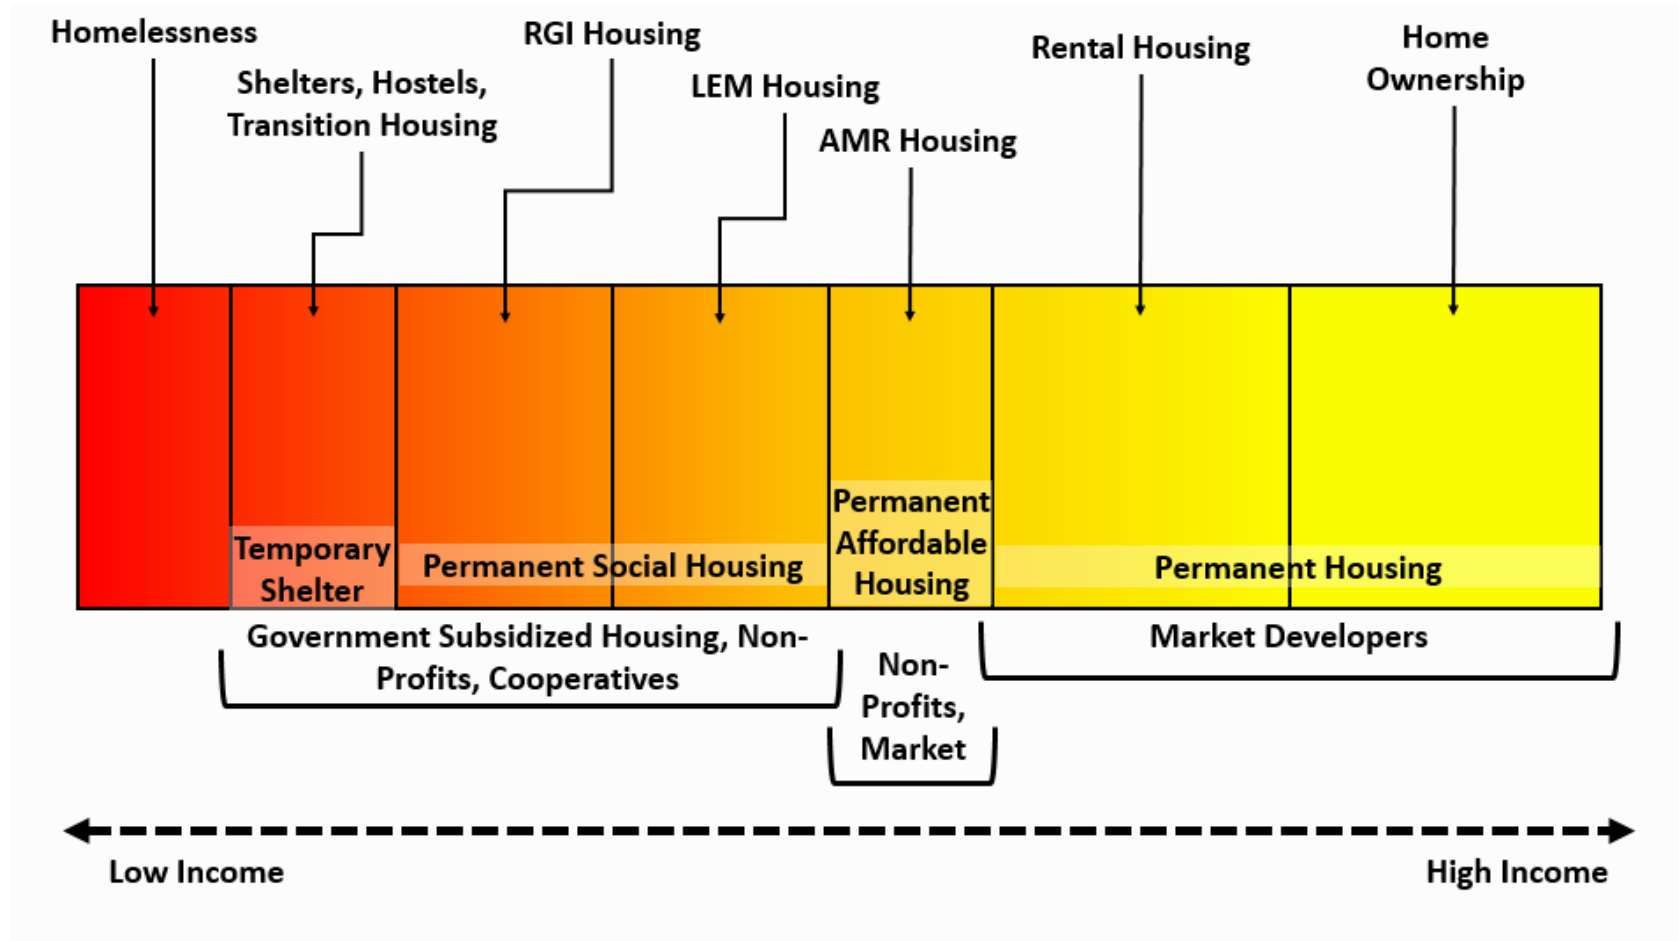 Homelessness
Shelters, Hostels,
Transition Housing
RGI Housing
LEM Housing
AMR Housing
Rental Housing
Home
Ownership
Temporary
Shelter
Permanent Social Housing
Permanent
Affordable
Housing
Permanent Housing
Government Subsidized Housing, Non-
Profits, Cooperatives
Non-
Profits,
Market
Market Developers
Low Income
High Income